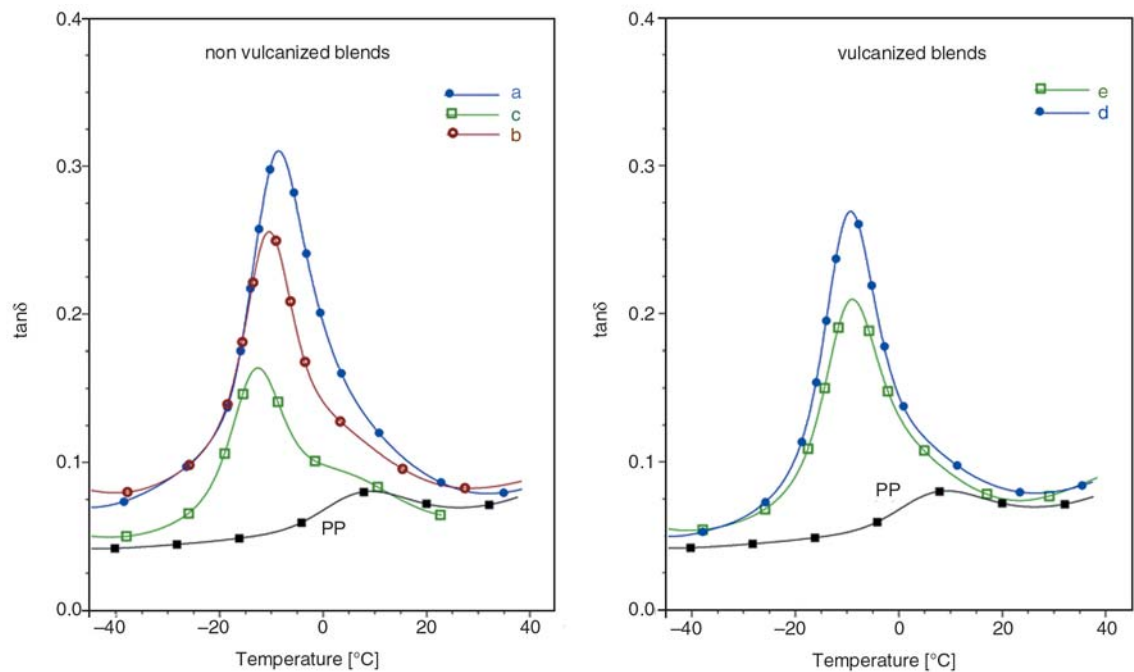 non vulcanized blends
a
c
b
PP
tanδ
0.4
0.3
0.2
0.1
0.0
−40
−20
0
20
40
Temperature [°C]
vulcanized blends
e
d
PP
tanδ
0.4
0.3
0.2
0.1
0.0
−40
−20
0
20
40
Temperature [°C]